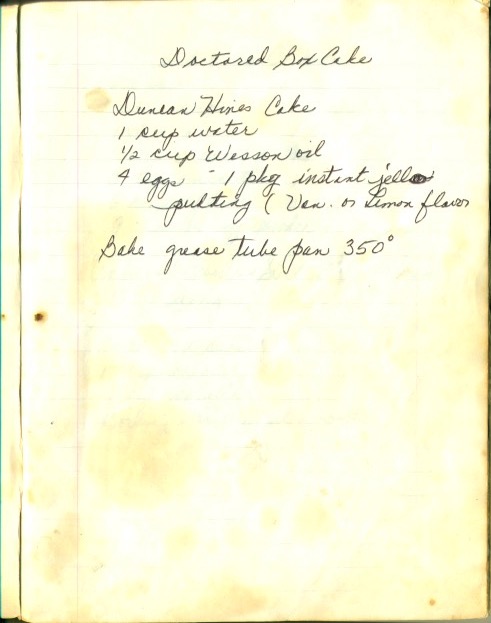 Doctored Box Cake
Duncan Hines Cake
1 cup water
1/2 cup Wesson oil
4 eggs - 1 pkg instant jello
pudding ( Van. or Limon flavor
Bake grease tube pan 350°